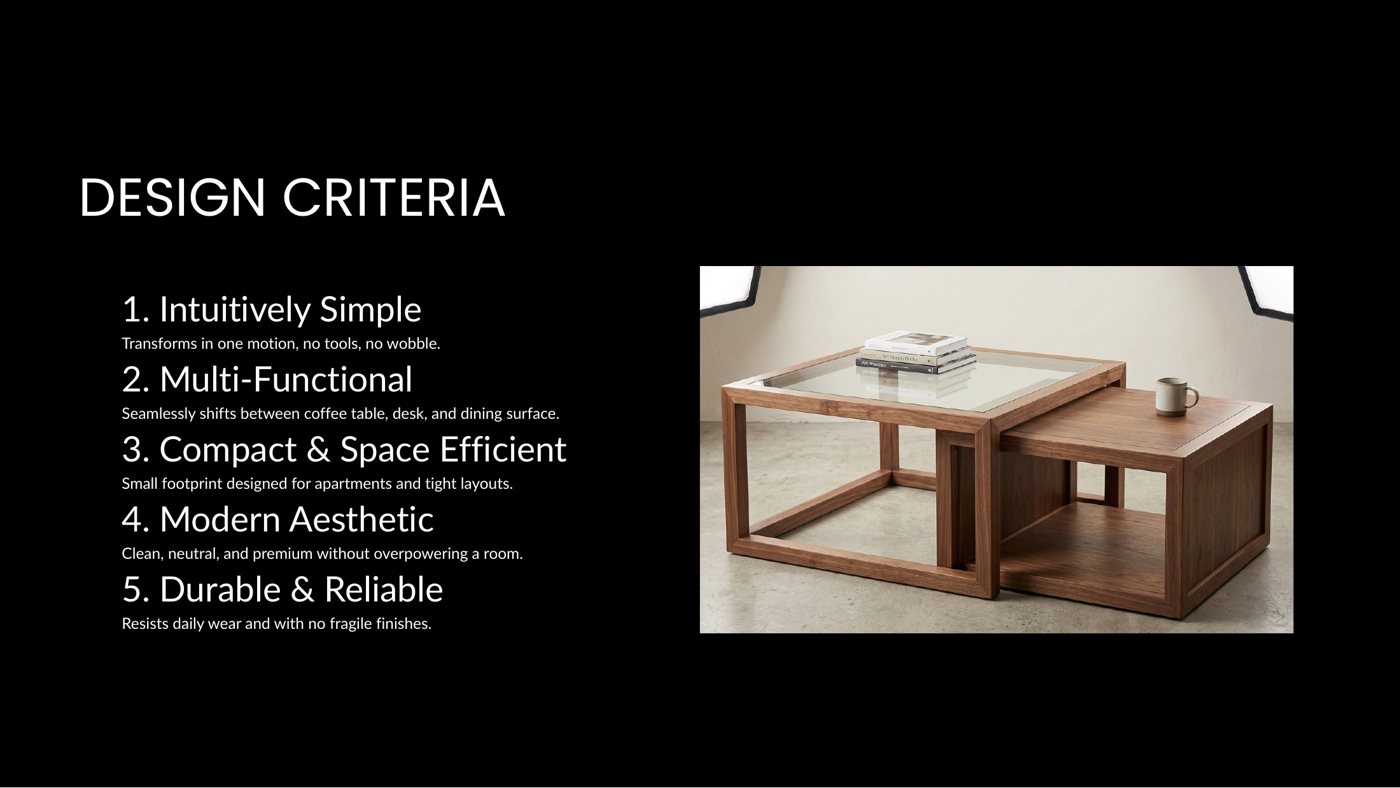 DESIGN CRITERIA
1. Intuitively Simple
Transforms in one motion, no tools, no wobble.
2. Multi-Functional
Seamlessly shifts between coffee table, desk, and dining surface.
3. Compact & Space Efficient
Small footprint designed for apartments and tight layouts.
4. Modern Aesthetic
Clean, neutral, and premium without overpowering a room.
5. Durable & Reliable
Resists daily wear and with no fragile finishes.